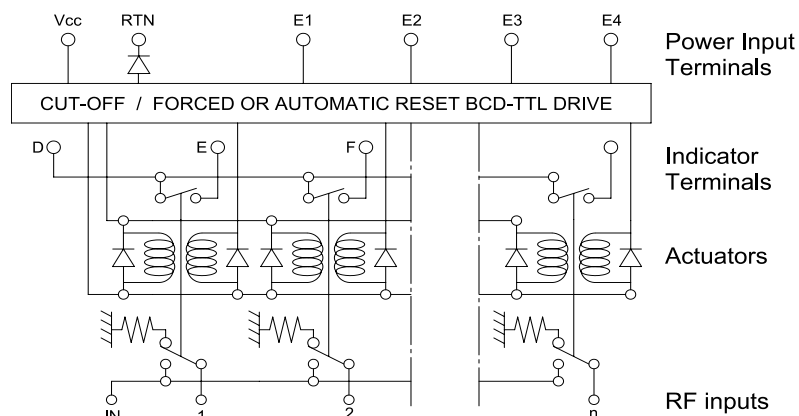 Vcc RTN E1 E2 E3 E4
Power Input
Terminals
CUT-OFF / FORCED OR AUTOMATIC RESET BCD-TTL DRIVE
D E F
Indicator
Terminals
Actuators
IN 1 2 n
RF inputs